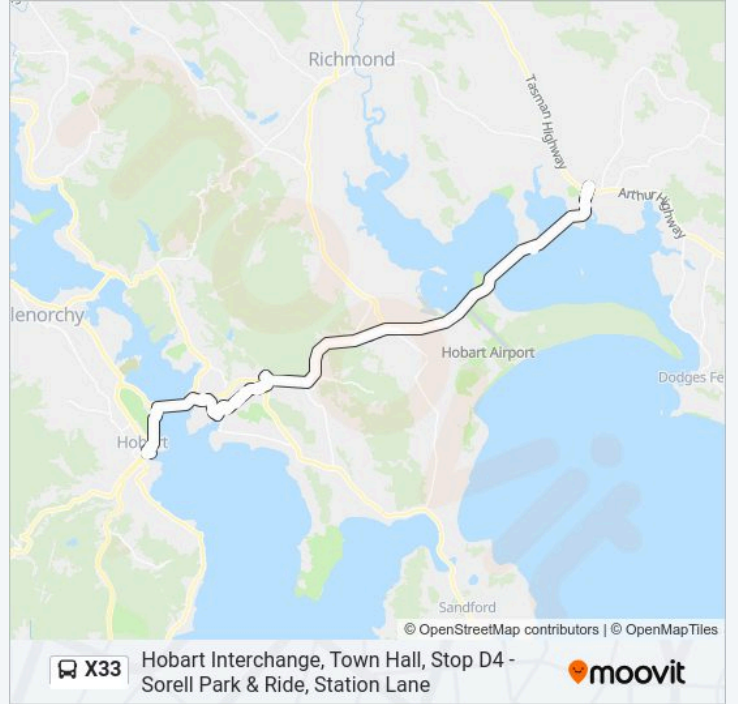 Richmond
Tasman Highway
Arthur Highway
lenorchy
Hobart Airport
Dodges Fe
Hobart
Sandford
© OpenStreetMap contributors | © OpenMapTiles
X33
Hobart Interchange, Town Hall, Stop D4 -
Sorell Park & Ride, Station Lane
moovit